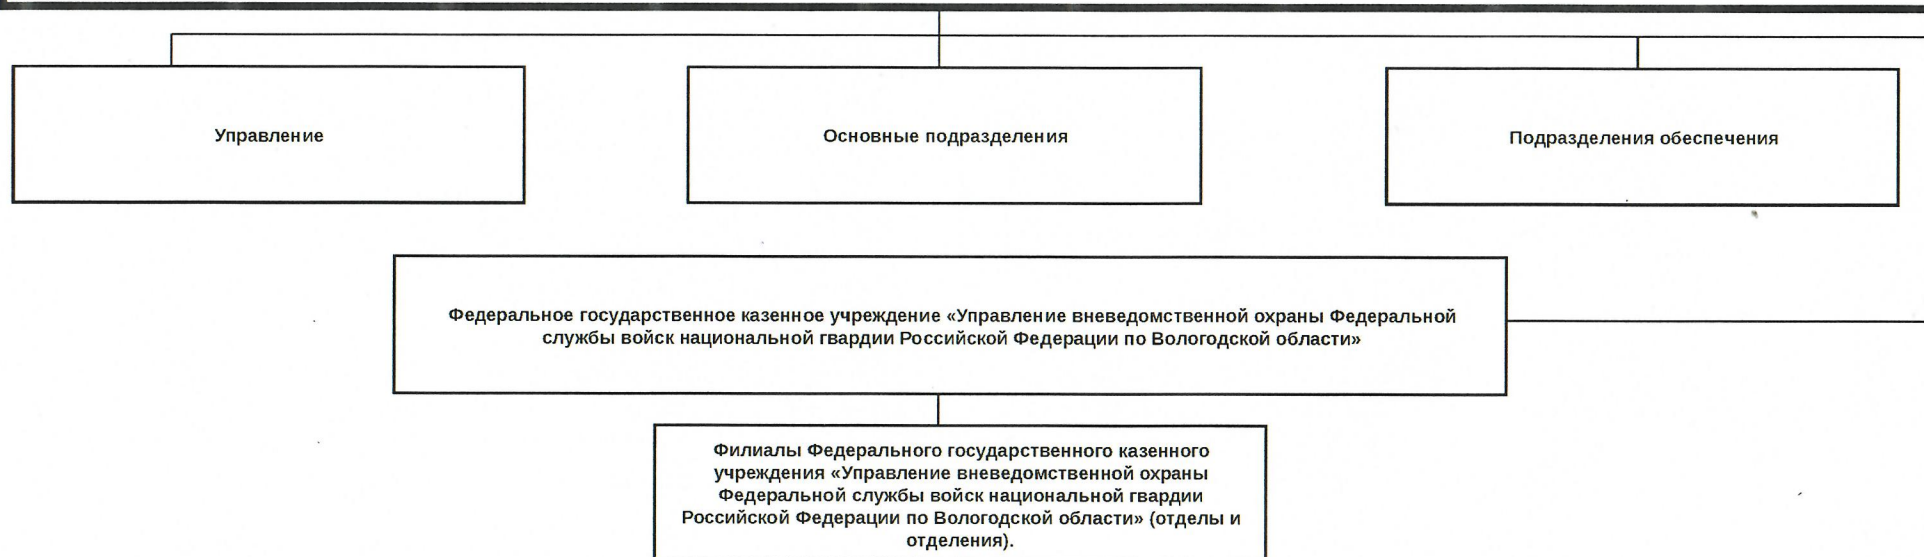 Управление
Основные подразделения
Подразделения обеспечения
Федеральное государственное казенное учреждение «Управление вневедомственной охраны Федеральной
службы войск национальной гвардии Российской Федерации по Вологодской области»
Филиалы Федерального государственного казенного
учреждения «Управление вневедомственной охраны
Федеральной службы войск национальной гвардии
Российской Федерации по Вологодской области» (отделы и
отделения).